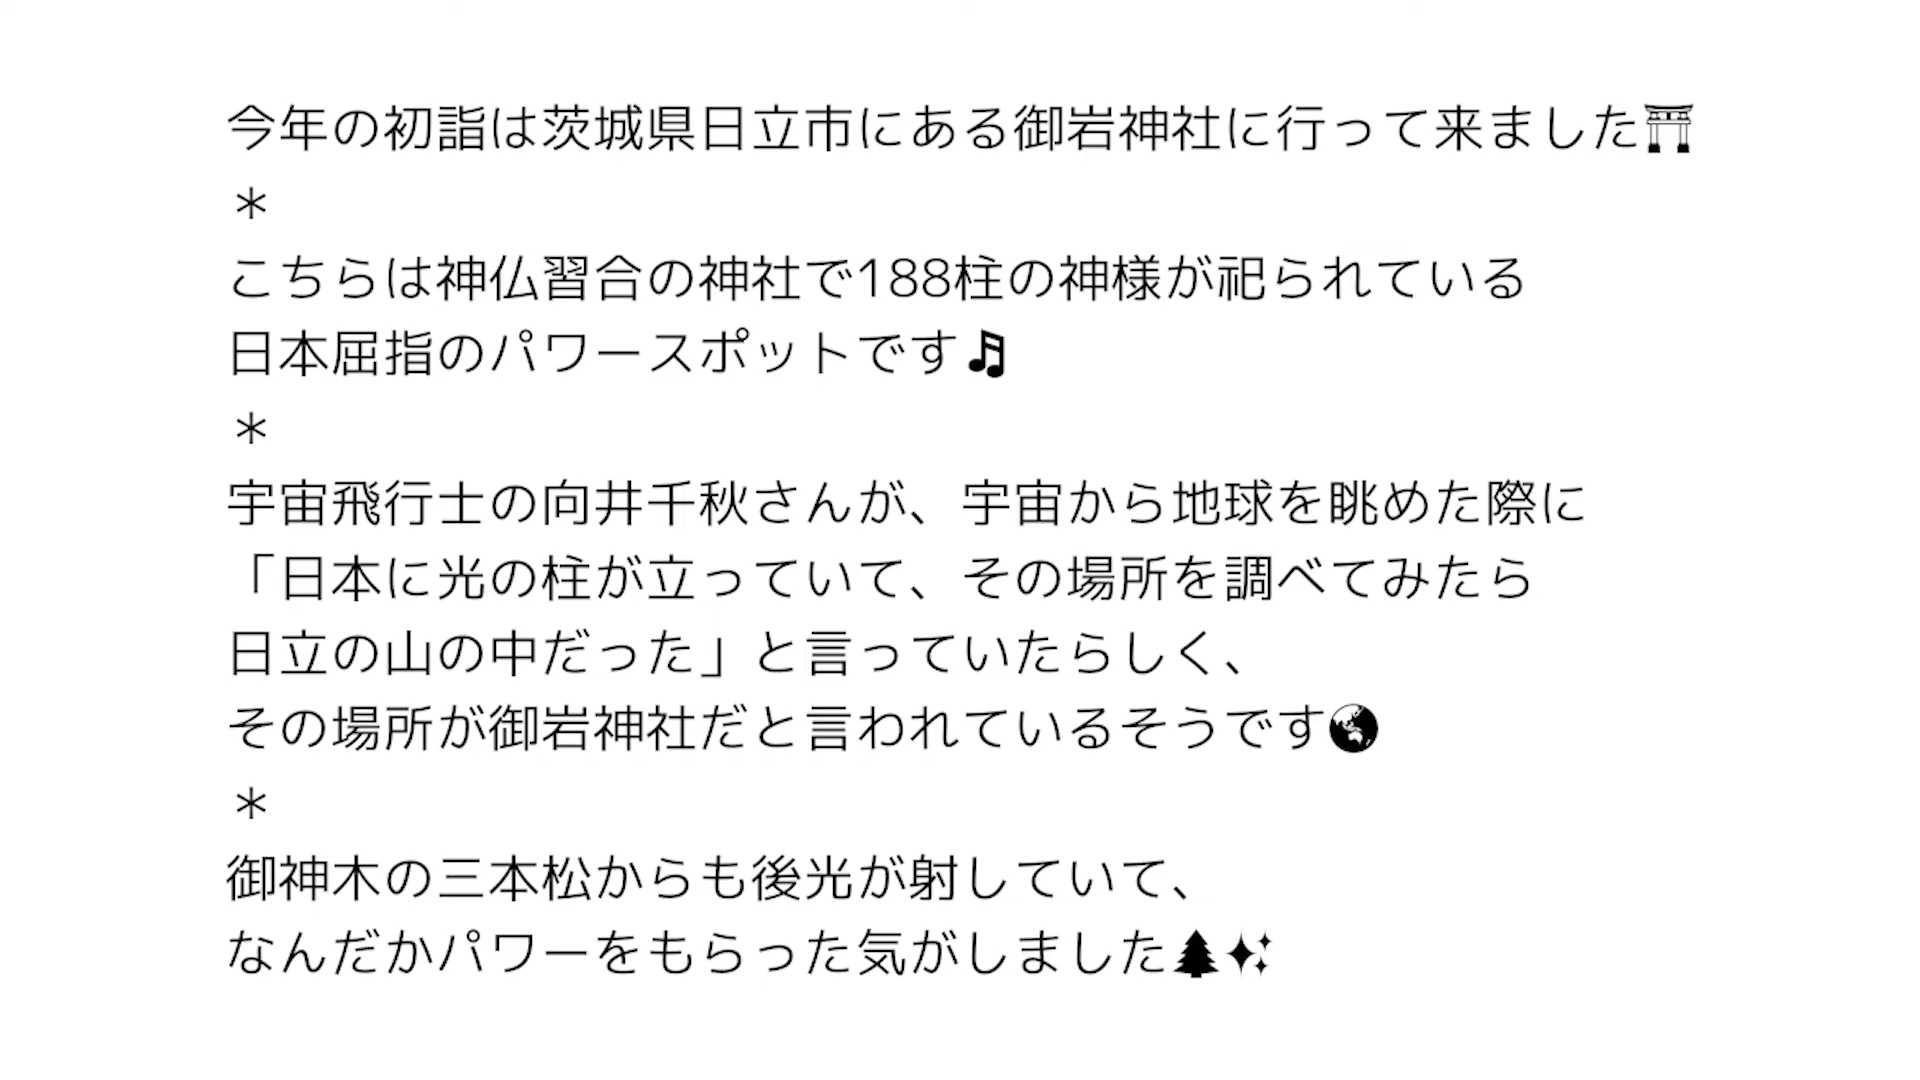 今年の初詣は茨城県日立市にある御岩神社に行って来ました⛩
＊
こちらは神仏習合の神社で188柱の神様が祀られている
日本屈指のパワースポットです🎵
＊
宇宙飛行士の向井千秋さんが、宇宙から地球を眺めた際に
「日本に光の柱が立っていて、その場所を調べてみたら
日立の山の中だった」と言っていたらしく、
その場所が御岩神社だと言われているそうです🌏
＊
御神木の三本松からも後光が射していて、
なんだかパワーをもらった気がしました🌲✨